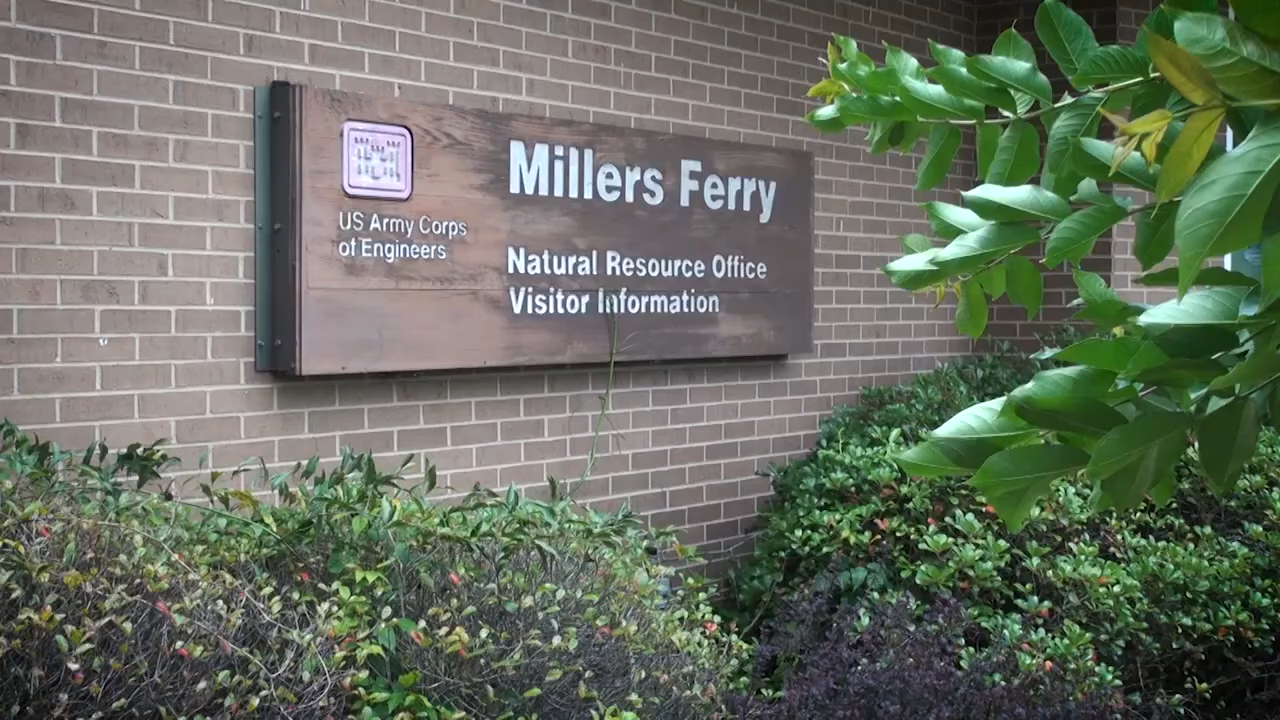 US Army Corps
of Engineers
Millers Ferry
Natural Resource Office
Visitor Information